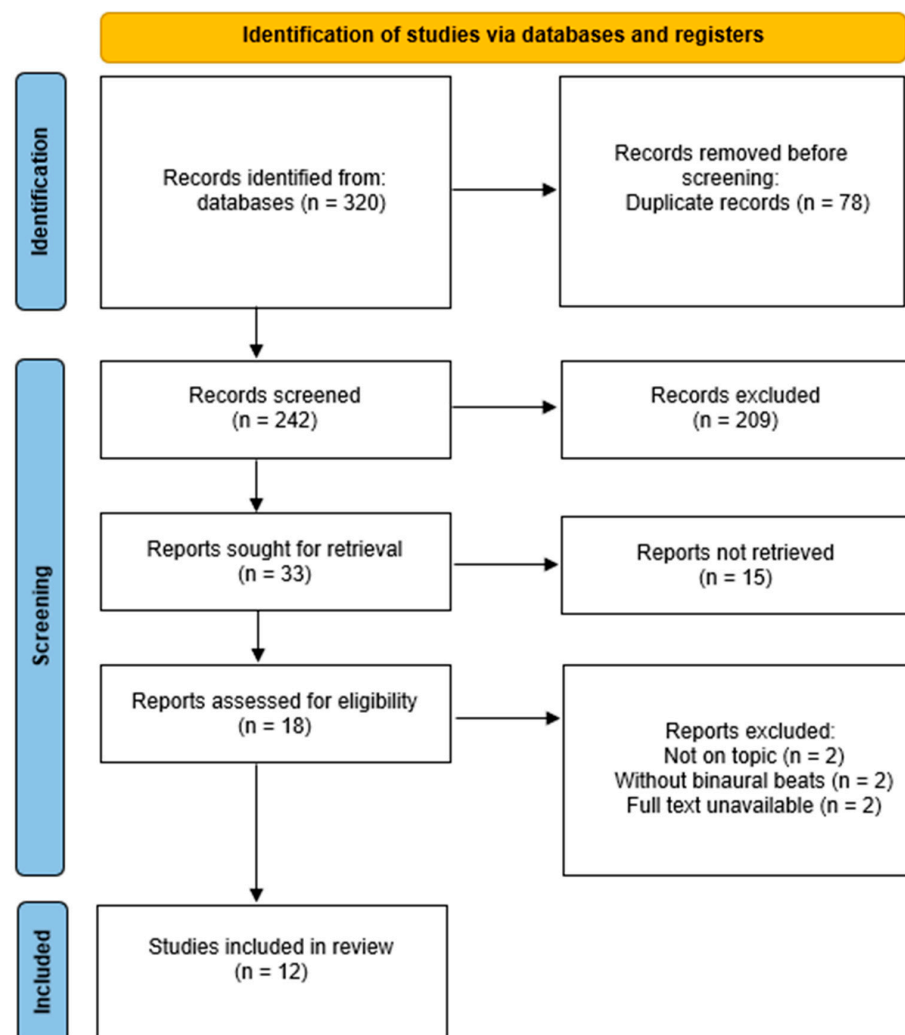 Identification of studies via databases and registers
Identification
Records identified from:
databases (n = 320)
Records removed before
screening:
Duplicate records (n = 78)
Screening
Records screened
(n = 242)
Records excluded
(n = 209)
Reports sought for retrieval
(n = 33)
Reports not retrieved
(n = 15)
Reports assessed for eligibility
(n = 18)
Reports excluded:
Not on topic (n = 2)
Without binaural beats (n = 2)
Full text unavailable (n = 2)
Included
Studies included in review
(n = 12)